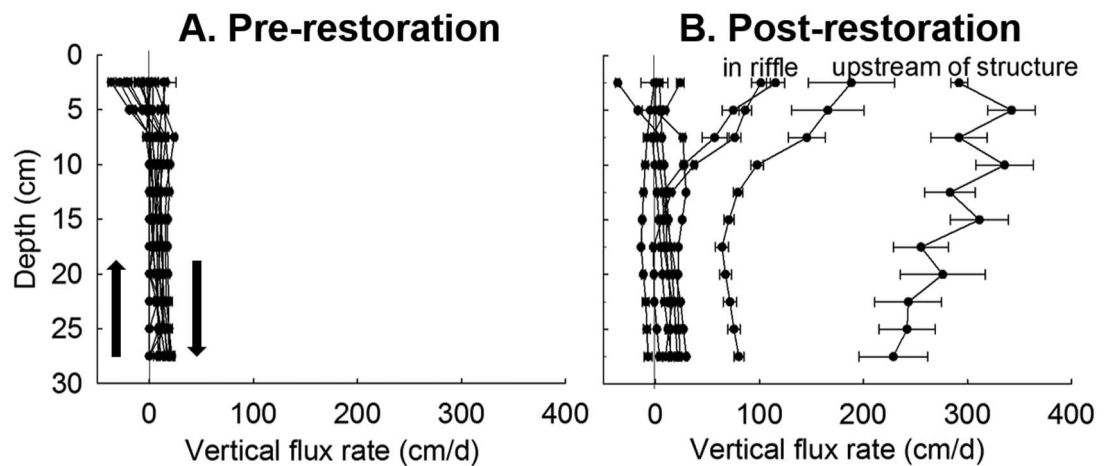 A. Pre-restoration
B. Post-restoration
in riffle
upstream of structure
0
5
10
15
20
25
30
Depth (cm)
0 100 200 300 400
0 100 200 300 400
Vertical flux rate (cm/d)
Vertical flux rate (cm/d)